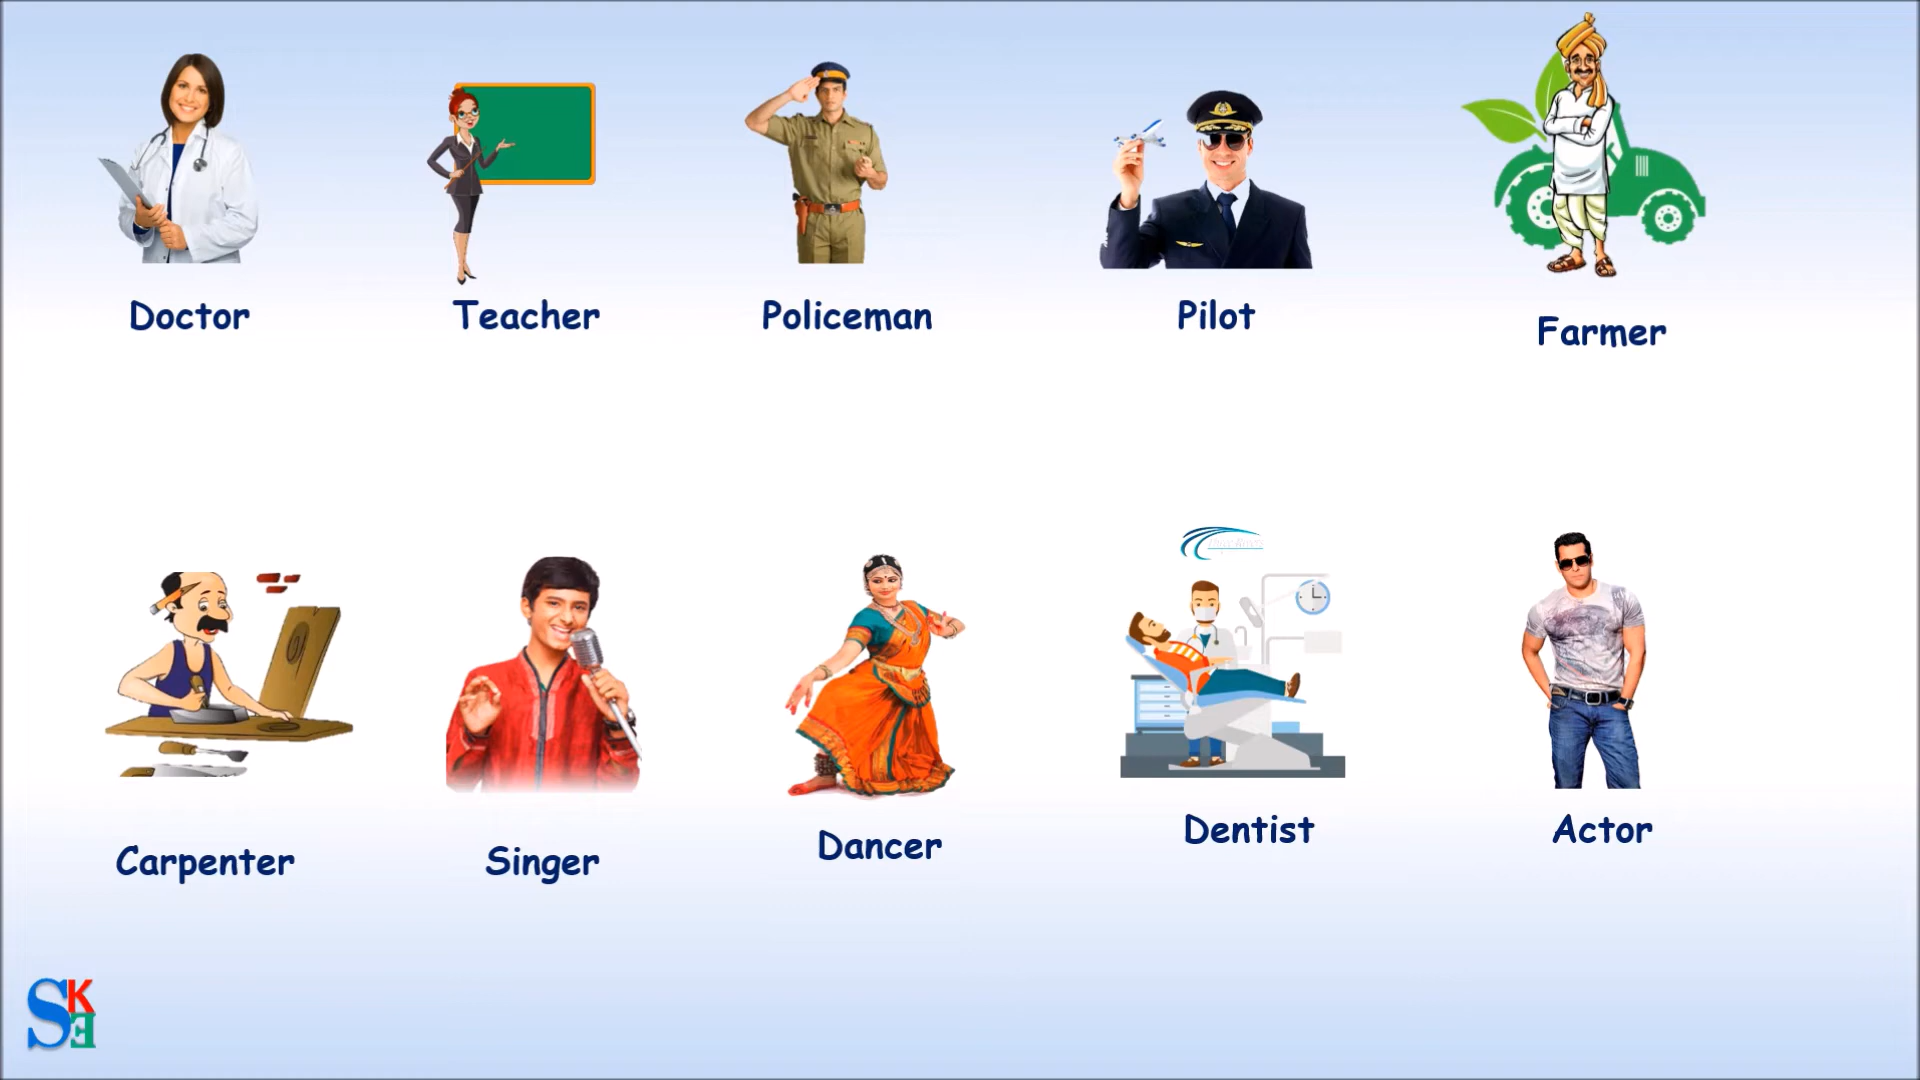 Doctor
Teacher
Policeman
Pilot
Farmer
Carpenter
Singer
Dancer
Dentist
Actor
SKE